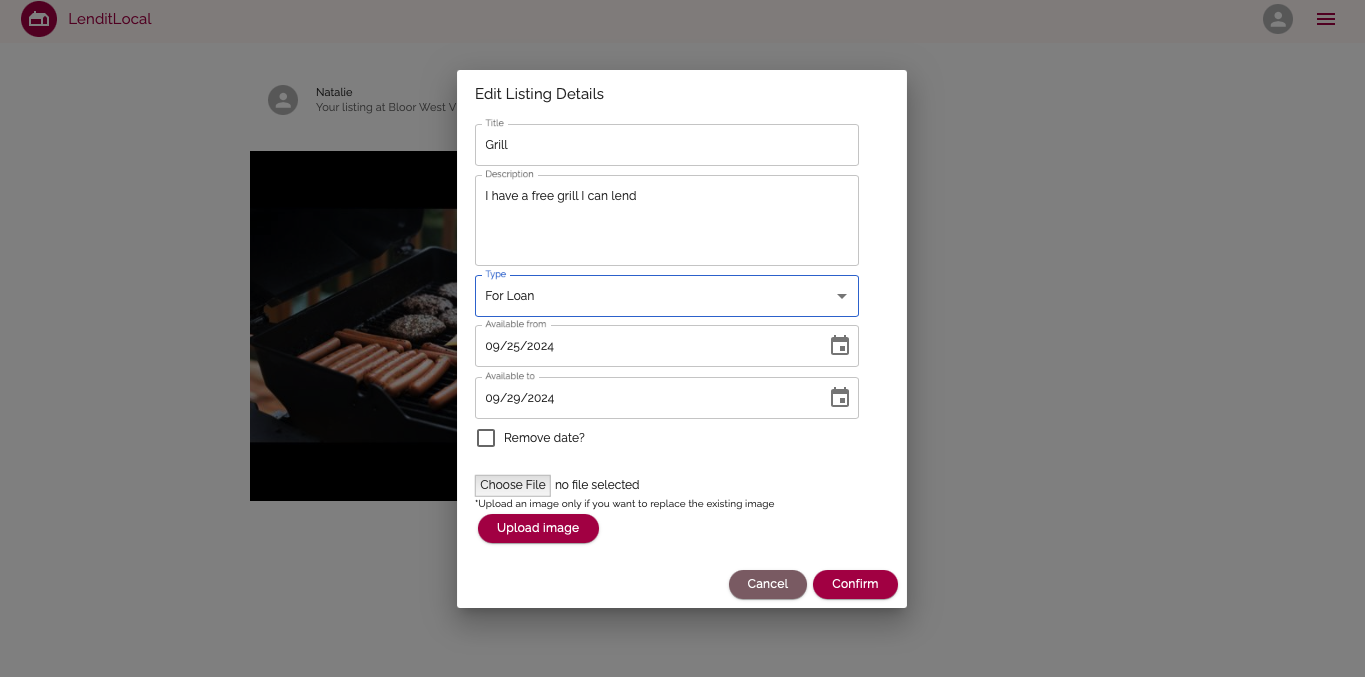 LenditLocal
Natalie
Your listing at Bloor West V
Edit Listing Details
Title
Grill
Description
I have a free grill I can lend
Type
For Loan
Available from
09/25/2024
Available to
09/29/2024
Remove date?
Choose File no file selected
*Upload an image only if you want to replace the existing image
Upload image
Cancel Confirm